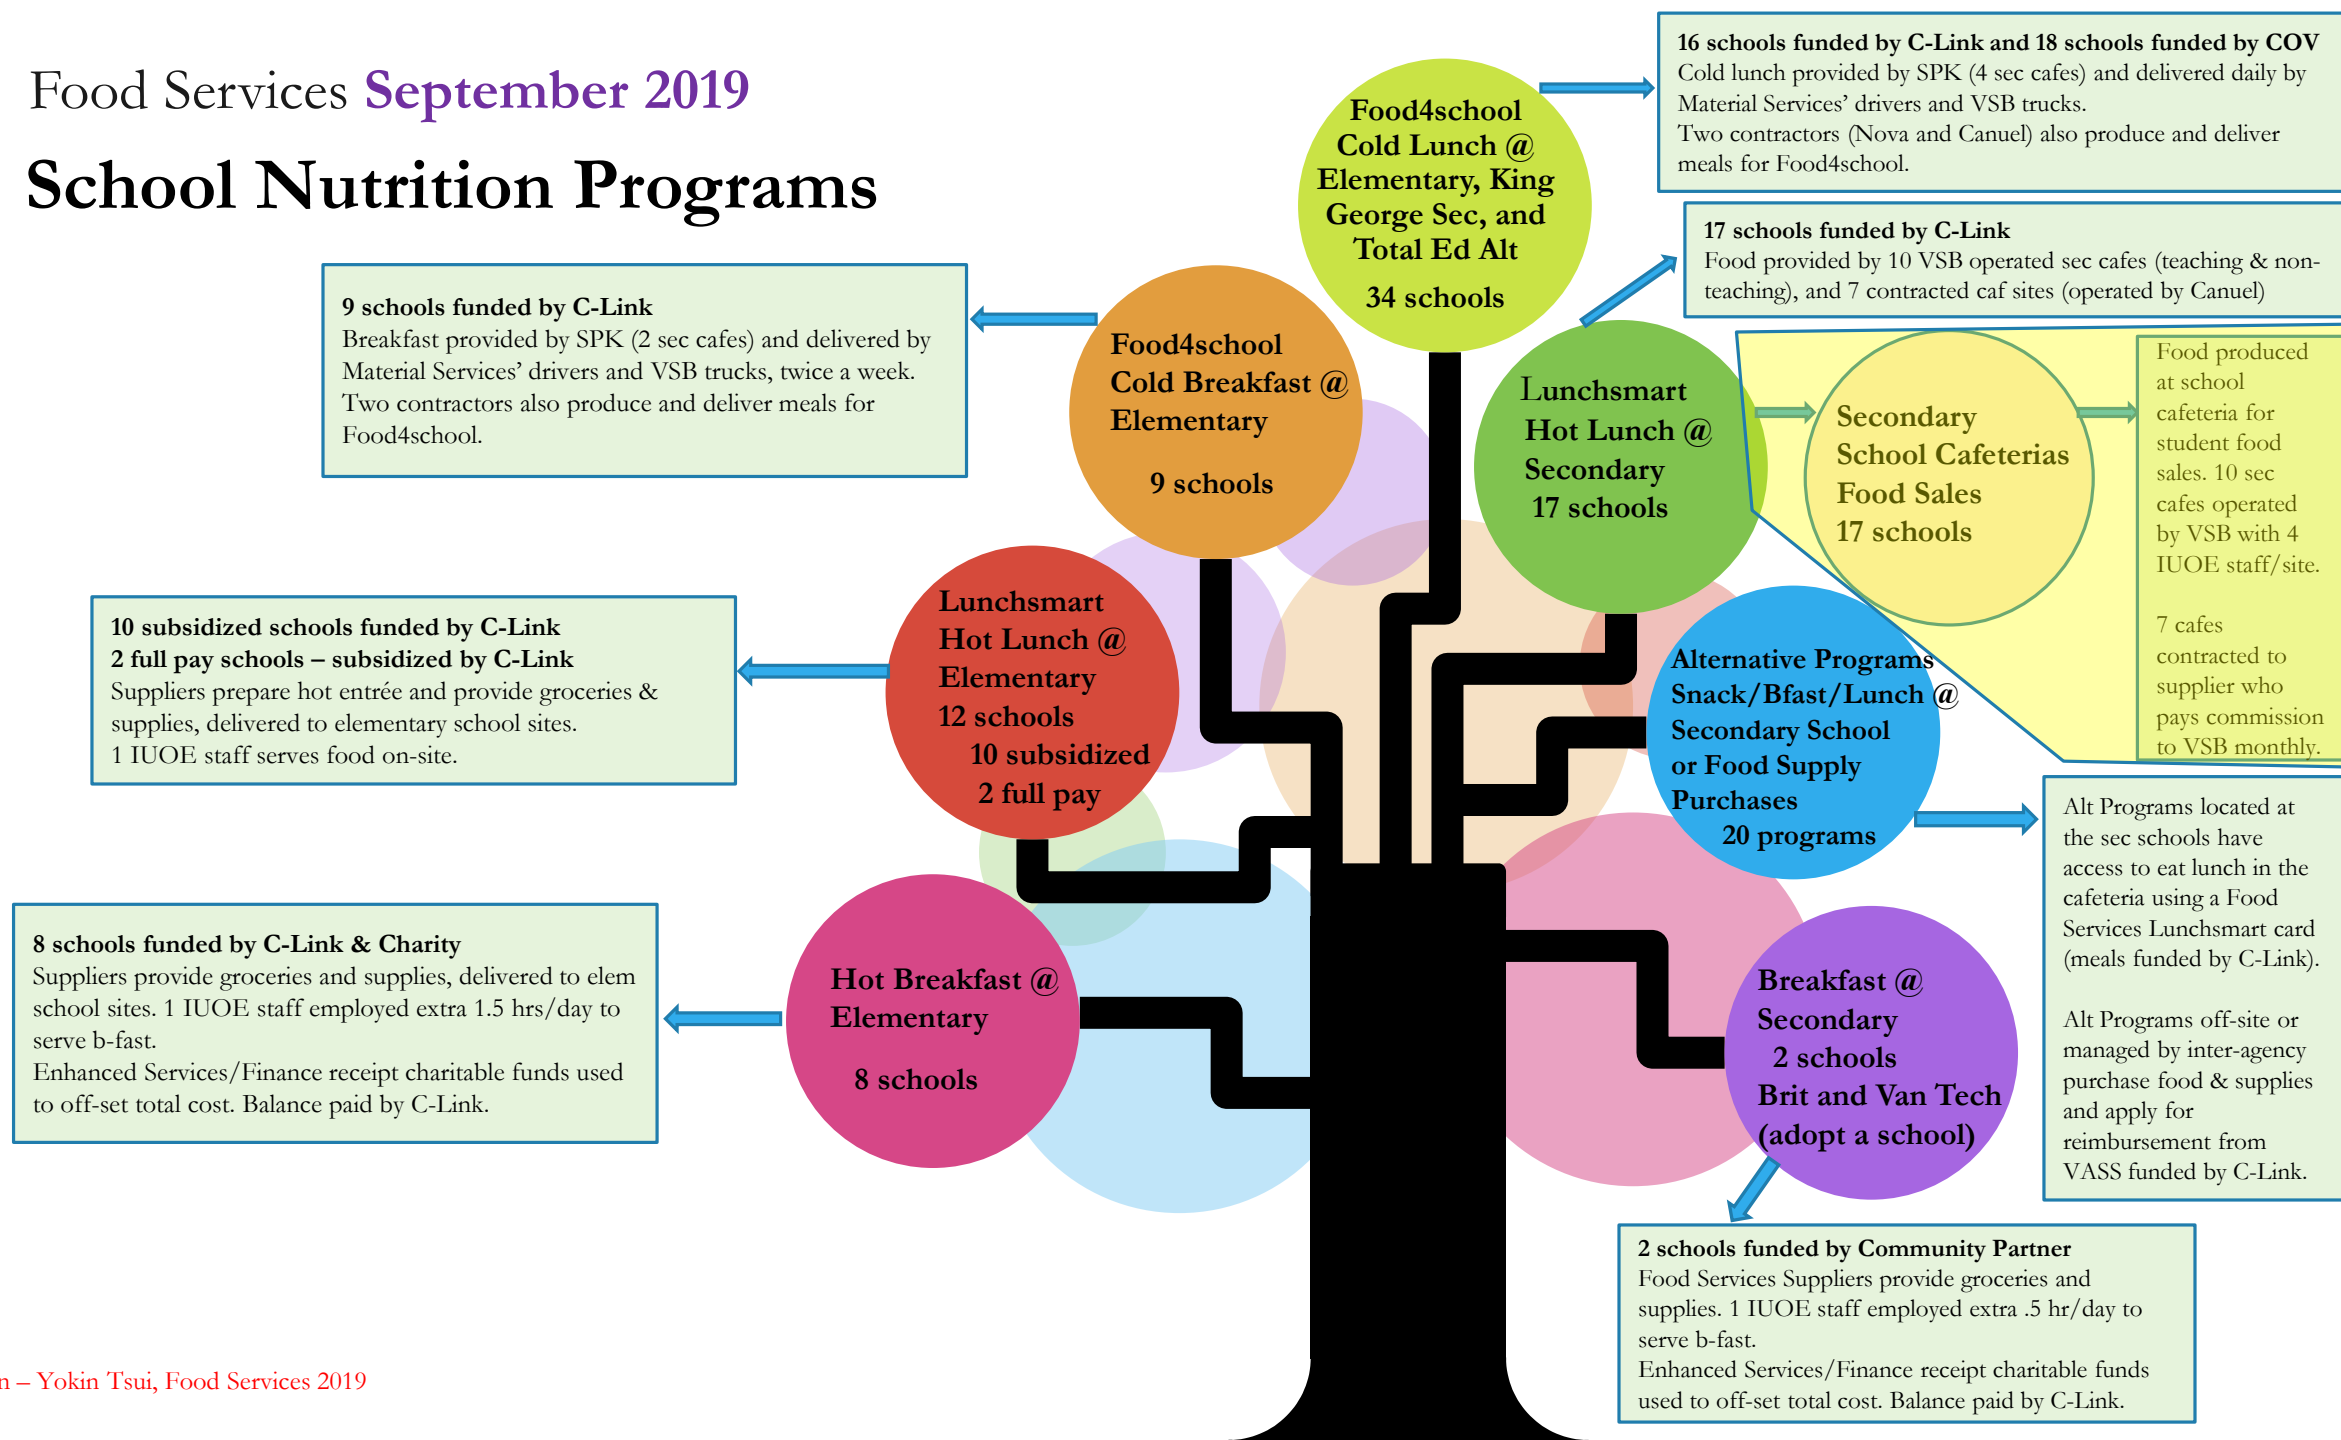 Food Services September 2019
School Nutrition Programs
16 schools funded by C-Link and 18 schools funded by COV
Cold lunch provided by SPK (4 sec cafes) and delivered daily by
Material Services’ drivers and VSB trucks.
Two contractors (Nova and Canuel) also produce and deliver
meals for Food4school.
Food4school
Cold Lunch @
Elementary, King
George Sec, and
Total Ed Alt
34 schools
17 schools funded by C-Link
Food provided by 10 VSB operated sec cafes (teaching & non-
teaching), and 7 contracted caf sites (operated by Canuel)
9 schools funded by C-Link
Breakfast provided by SPK (2 sec cafes) and delivered by
Material Services’ drivers and VSB trucks, twice a week.
Two contractors also produce and deliver meals for
Food4school.
Food4school
Cold Breakfast @
Elementary
9 schools
Lunchsmart
Hot Lunch @
Secondary
17 schools
Secondary
School Cafeterias
Food Sales
17 schools
Food produced
at school
cafeteria for
student food
sales. 10 sec
cafes operated
by VSB with 4
IUOE staff/site.
7 cafes
contracted to
supplier who
pays commission
to VSB monthly.
10 subsidized schools funded by C-Link
2 full pay schools – subsidized by C-Link
Suppliers prepare hot entrée and provide groceries &
supplies, delivered to elementary school sites.
1 IUOE staff serves food on-site.
Lunchsmart
Hot Lunch @
Elementary
12 schools
10 subsidized
2 full pay
Alternative Programs
Snack/Bfast/Lunch @
Secondary School
or Food Supply
Purchases
20 programs
Alt Programs located at
the sec schools have
access to eat lunch in the
cafeteria using a Food
Services Lunchsmart card
(meals funded by C-Link).
Alt Programs off-site or
managed by inter-agency
purchase food & supplies
and apply for
reimbursement from
VASS funded by C-Link.
8 schools funded by C-Link & Charity
Suppliers provide groceries and supplies, delivered to elem
school sites. 1 IUOE staff employed extra 1.5 hrs/day to
serve b-fast.
Enhanced Services/Finance receipt charitable funds used
to off-set total cost. Balance paid by C-Link.
Hot Breakfast @
Elementary
8 schools
Breakfast @
Secondary
2 schools
Brit and Van Tech
(adopt a school)
2 schools funded by Community Partner
Food Services Suppliers provide groceries and
supplies. 1 IUOE staff employed extra .5 hr/day to
serve b-fast.
Enhanced Services/Finance receipt charitable funds
used to off-set total cost. Balance paid by C-Link.
n – Yokin Tsui, Food Services 2019